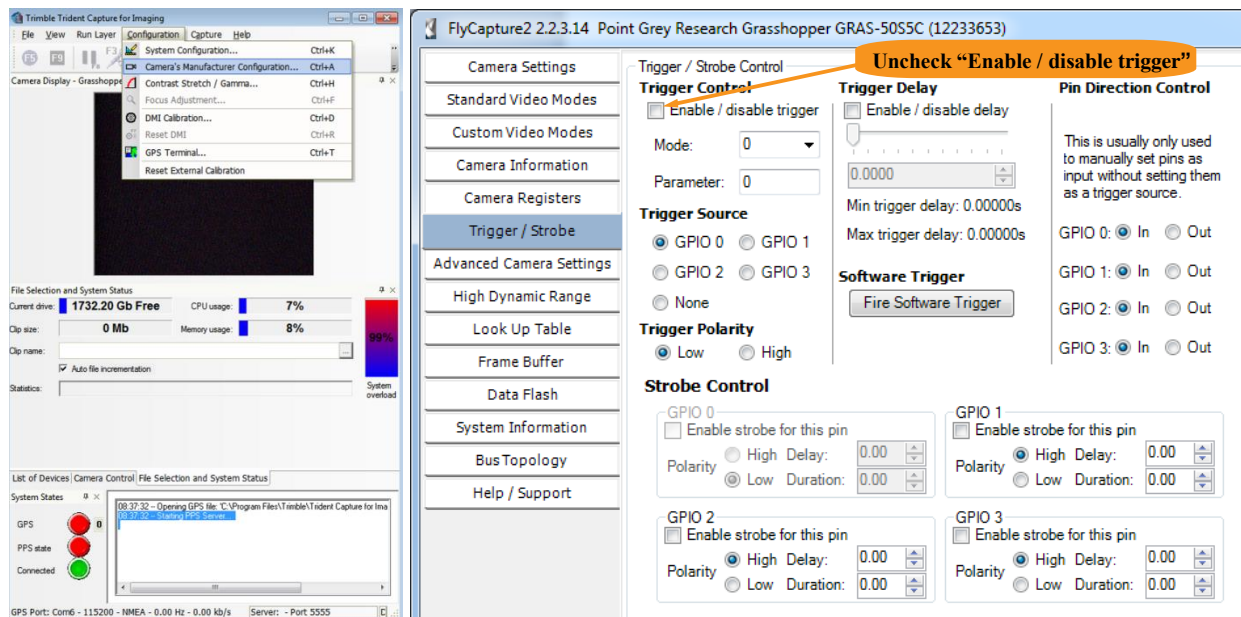 Trimble Trident Capture for Imaging
File View Run Layer Configuration Capture Help
F5 F9 F3
System Configuration... Ctrl+K
Camera's Manufacturer Configuration... Ctrl+A
Contrast Stretch / Gamma... Ctrl+H
Focus Adjustment... Ctrl+F
DMI Calibration... Ctrl+D
Reset DMI Ctrl+R
GPS Terminal... Ctrl+T
Reset External Calibration
Camera Display - Grasshoppe
File Selection and System Status
Current drive: 1732.20 Gb Free CPU usage: 7%
Clip size: 0 Mb Memory usage: 8%
99%
Clip name: ...
Auto file incrementation
Statistics:
System
overload
List of Devices Camera Control File Selection and System Status
System States
08:37:32 -- Opening GPS file: 'C:\Program Files\Trimble\Trident Capture for Ima
08:37:32 -- Starting PPS Server...
GPS 0
PPS state
Connected
GPS Port: Com6 - 115200 - NMEA - 0.00 Hz - 0.00 kb/s Server: - Port 5555
FlyCapture2 2.2.3.14 Point Grey Research Grasshopper GRAS-50S5C (12233653)
Uncheck “Enable / disable trigger”
Camera Settings
Standard Video Modes
Custom Video Modes
Camera Information
Camera Registers
Trigger / Strobe
Advanced Camera Settings
High Dynamic Range
Look Up Table
Frame Buffer
Data Flash
System Information
Bus Topology
Help / Support
Trigger / Strobe Control
Trigger Control
Enable / disable trigger
Mode: 0
Parameter: 0
Trigger Source
GPIO 0 GPIO 1
GPIO 2 GPIO 3
None
Trigger Polarity
Low High
Trigger Delay
Enable / disable delay
0.0000
Min trigger delay: 0.00000s
Max trigger delay: 0.00000s
Software Trigger
Fire Software Trigger
Pin Direction Control
This is usually only used
to manually set pins as
input without setting them
as a trigger source.
GPIO 0: In Out
GPIO 1: In Out
GPIO 2: In Out
GPIO 3: In Out
Strobe Control
GPIO 0
Enable strobe for this pin
Polarity High Delay: 0.00
Low Duration: 0.00
GPIO 1
Enable strobe for this pin
Polarity High Delay: 0.00
Low Duration: 0.00
GPIO 2
Enable strobe for this pin
Polarity High Delay: 0.00
Low Duration: 0.00
GPIO 3
Enable strobe for this pin
Polarity High Delay: 0.00
Low Duration: 0.00